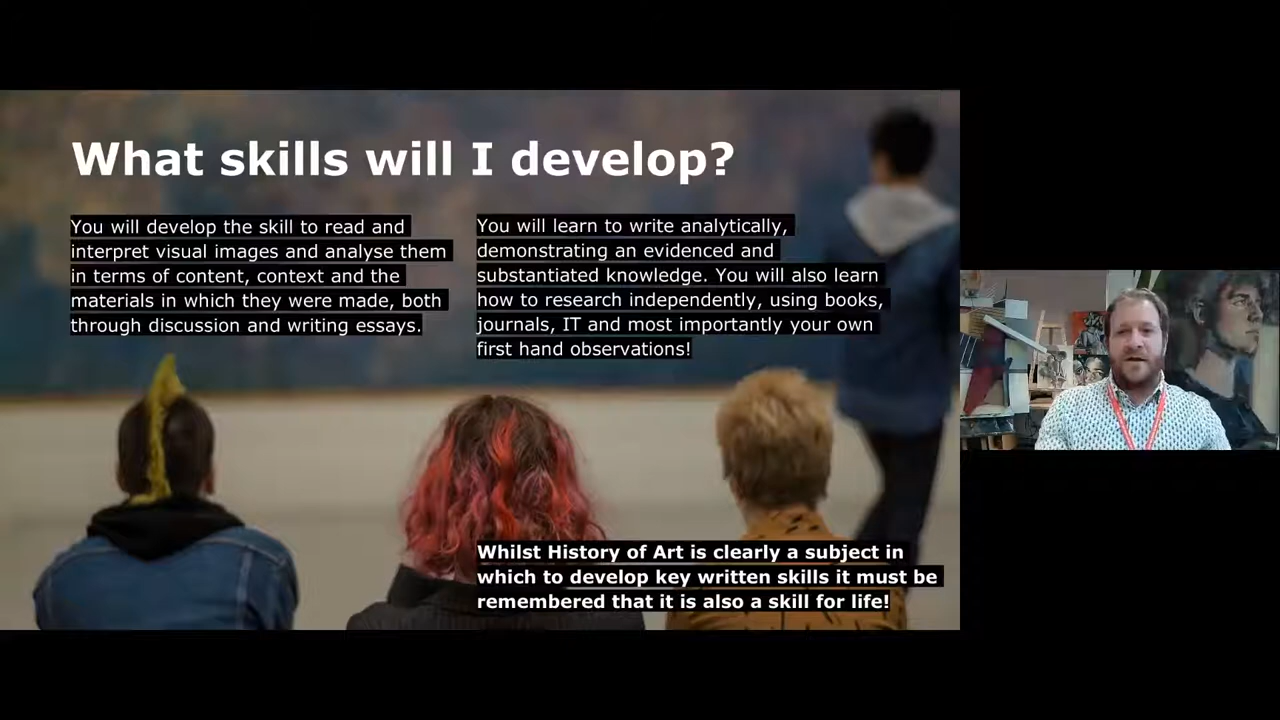 What skills will I develop?
You will develop the skill to read and
interpret visual images and analyse them
in terms of content, context and the
materials in which they were made, both
through discussion and writing essays.
You will learn to write analytically,
demonstrating an evidenced and
substantiated knowledge. You will also learn
how to research independently, using books,
journals, IT and most importantly your own
first hand observations!
Whilst History of Art is clearly a subject in
which to develop key written skills it must be
remembered that it is also a skill for life!